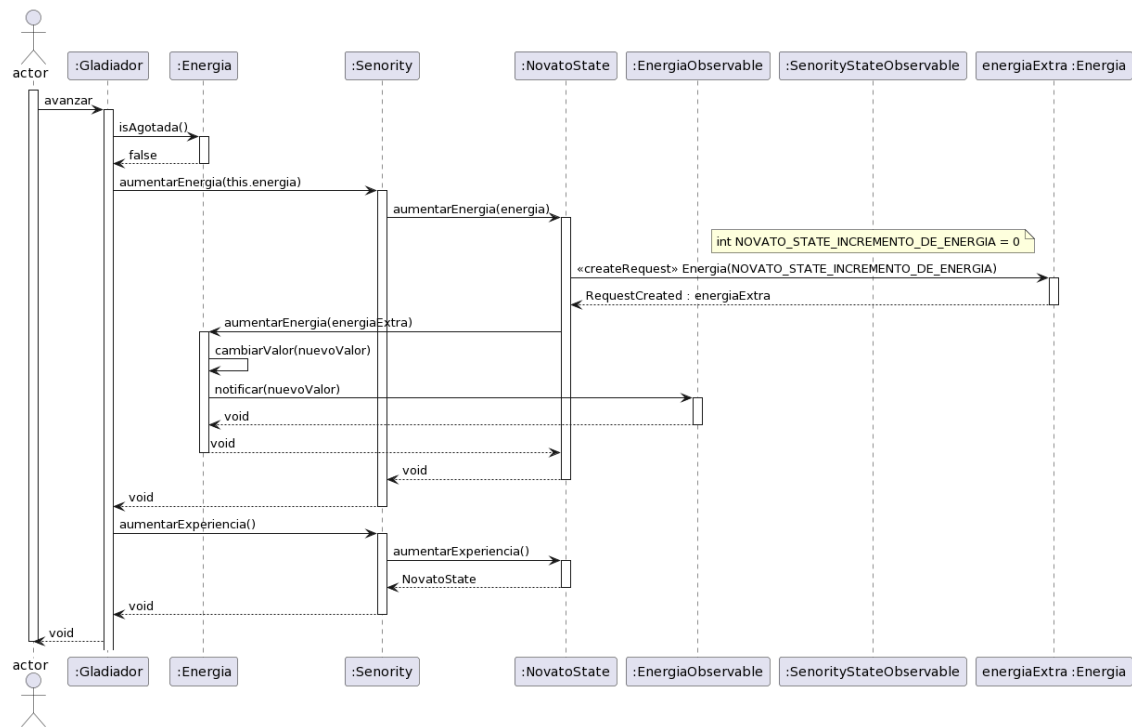 actor
:Gladiador
:Energia
:Senority
:NovatoState
:EnergiaObservable
:SenorityStateObservable
energiaExtra :Energia
avanzar
isAgotada()
false
aumentarEnergia(this.energia)
aumentarEnergia(energia)
int NOVATO_STATE_INCREMENTO_DE_ENERGIA = 0
«createRequest» Energia(NOVATO_STATE_INCREMENTO_DE_ENERGIA)
RequestCreated : energiaExtra
aumentarEnergia(energiaExtra)
cambiarValor(nuevoValor)
notificar(nuevoValor)
void
void
void
void
aumentarExperiencia()
aumentarExperiencia()
NovatoState
void
void
actor
:Gladiador
:Energia
:Senority
:NovatoState
:EnergiaObservable
:SenorityStateObservable
energiaExtra :Energia